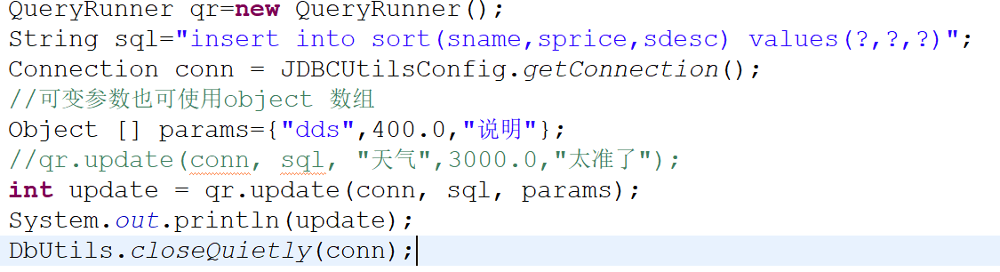 QueryRunner qr=new QueryRunner();
String sql="insert into sort(sname,sprice,sdesc) values(?,?,?)";
Connection conn = JDBCUtilsConfig.getConnection();
//可变参数也可使用object 数组
Object [] params={"dds",400.0,"说明"};
//qr.update(conn, sql, "天气",3000.0,"太准了");
int update = qr.update(conn, sql, params);
System.out.println(update);
DbUtils.closeQuietly(conn);